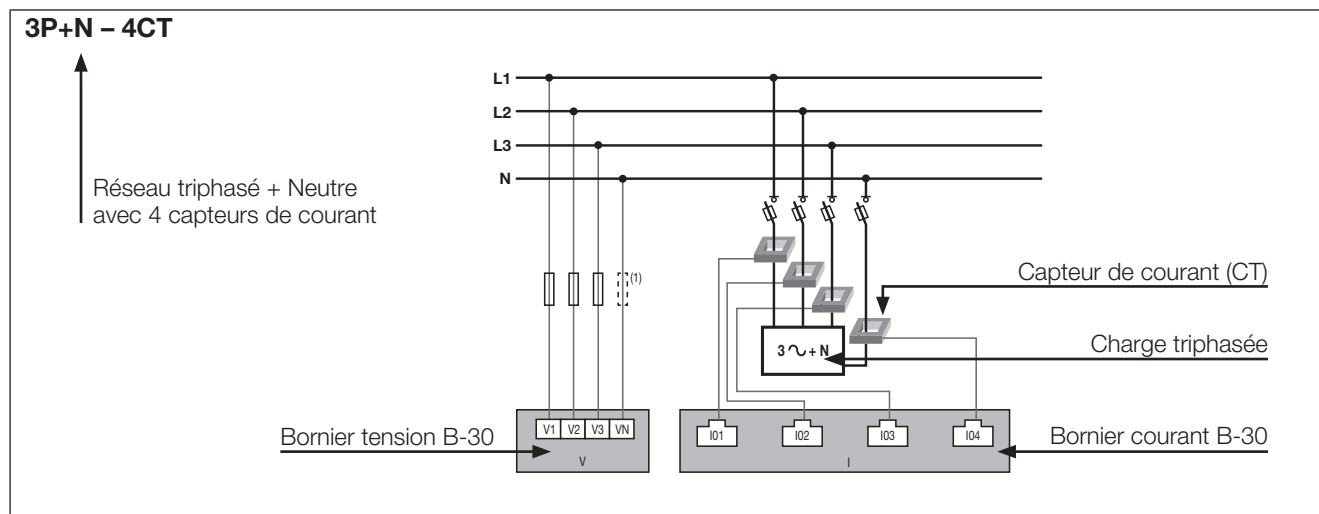 3P+N – 4CT
L1
L2
L3
N
Réseau triphasé + Neutre
avec 4 capteurs de courant
(1)
Capteur de courant (CT)
3 ∿ + N
Charge triphasée
V1 V2 V3 VN
I01 I02 I03 I04
Bornier tension B-30
Bornier courant B-30
V
I